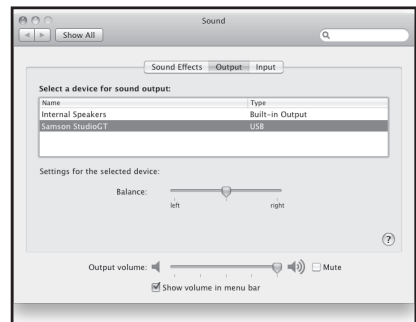 Sound
Show All
Sound Effects Output Input
Select a device for sound output:
Name Type
Internal Speakers Built-in Output
Samson StudioGT USB
Settings for the selected device:
Balance:
left right
?
Output volume: Mute
Show volume in menu bar